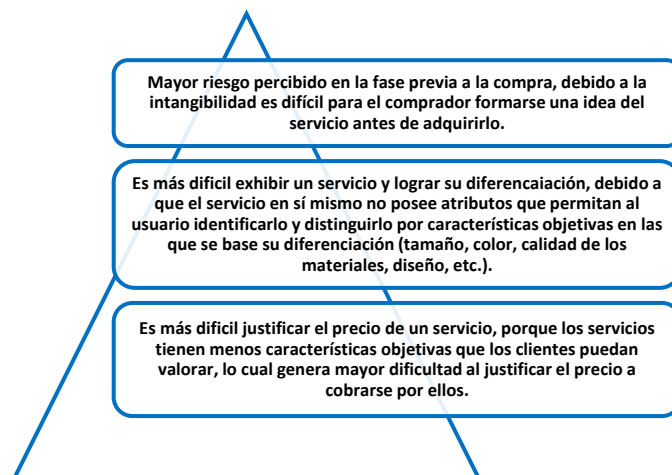 Mayor riesgo percibido en la fase previa a la compra, debido a la
intangibilidad es difícil para el comprador formarse una idea del
servicio antes de adquirirlo.
Es más dificil exhibir un servicio y lograr su diferencaiación, debido a
que el servicio en sí mismo no posee atributos que permitan al
usuario identificarlo y distinguirlo por características objetivas en las
que se base su diferenciación (tamaño, color, calidad de los
materiales, diseño, etc.).
Es más dificil justificar el precio de un servicio, porque los servicios
tienen menos características objetivas que los clientes puedan
valorar, lo cual genera mayor dificultad al justificar el precio a
cobrarse por ellos.